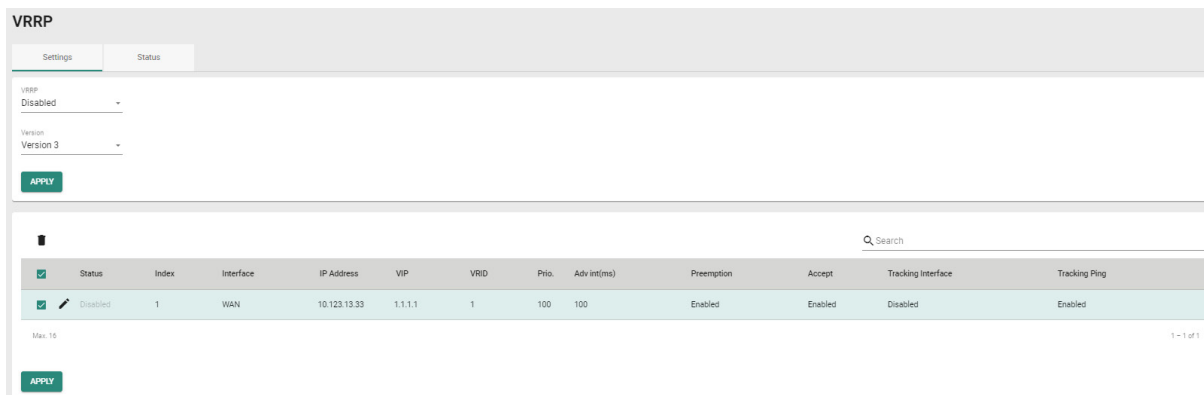 VRRP
Settings Status
VRRP
Disabled
Version
Version 3
APPLY
Search
Status Index Interface IP Address VIP VRID Prio. Adv int(ms) Preemption Accept Tracking Interface Tracking Ping
Disabled 1 WAN 10.123.13.33 1.1.1.1 1 100 100 Enabled Enabled Disabled Enabled
Max. 16 1 – 1 of 1
APPLY